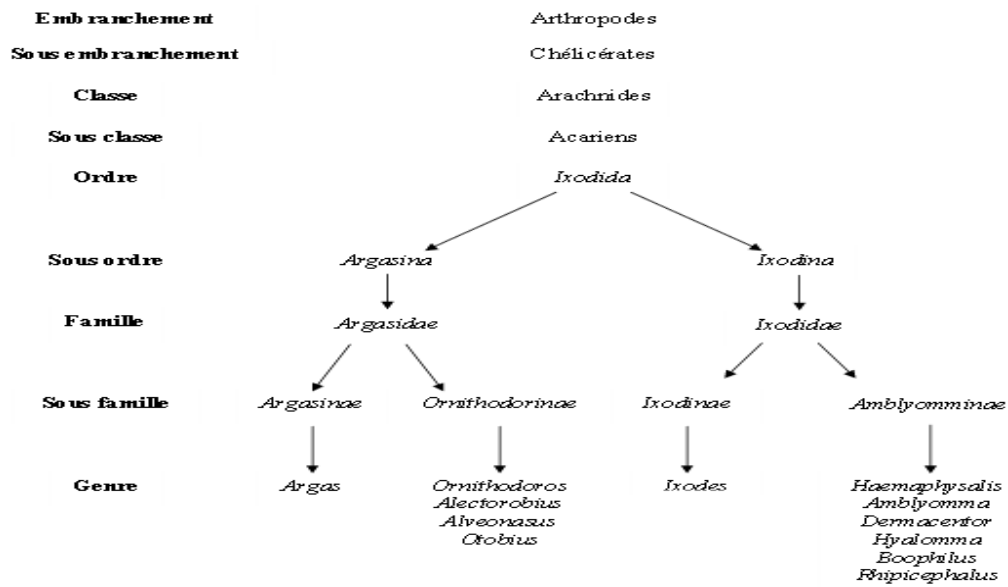 Embranchement Arthropodes
Sous embranchement Chélicérates
Classe Arachnides
Sous classe Acariens
Ordre Ixodida
Sous ordre Argasina Ixodina
Famille Argasidae Ixodidae
Sous famille Argasinae Ornithodorinae Ixodinae Amblyomminae
Genre Argas Ornithodoros Ixodes Haemaphysalis
Alectorobius Amblyomma
Alveonasus Dermacentor
Otobius Hyalomma
Boophilus
Rhipicephalus